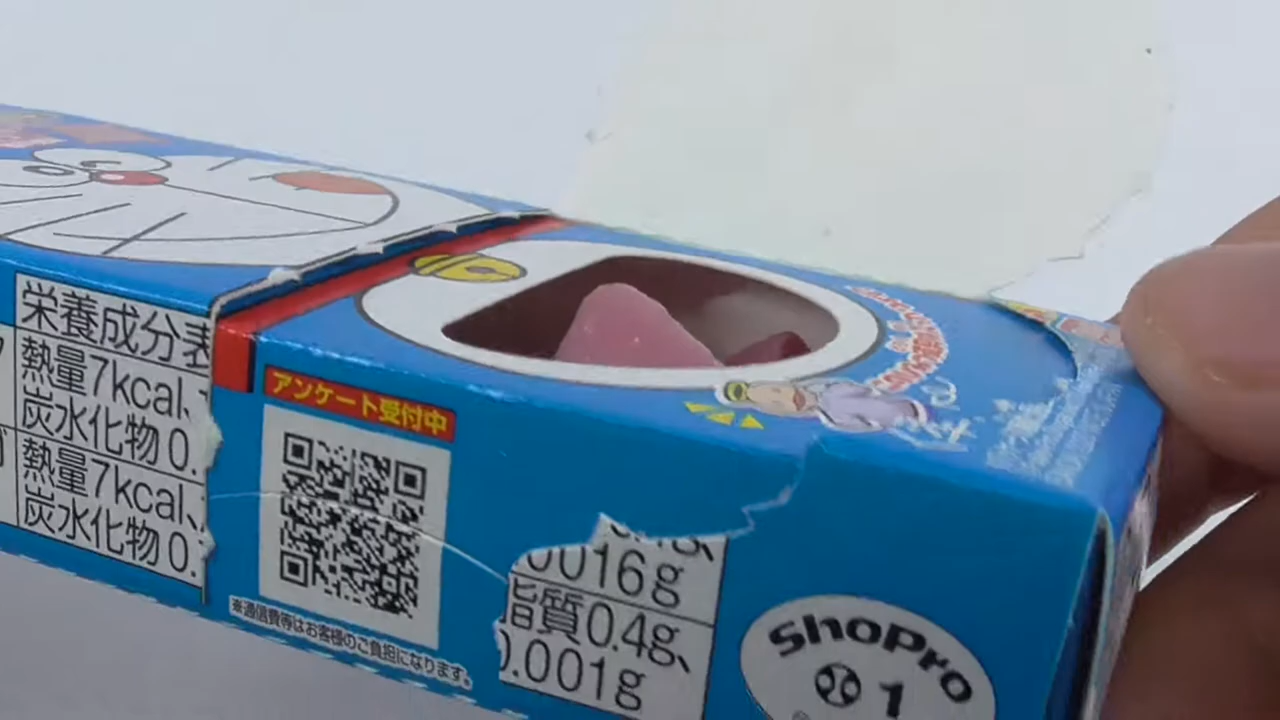 栄養成分表
熱量7kcal、
炭水化物0.
熱量7kcal、
炭水化物0.
アンケート受付中
※通信費等はお客様のご負担になります。
0016g
脂質0.4g、
0.001g
ShoPro
1